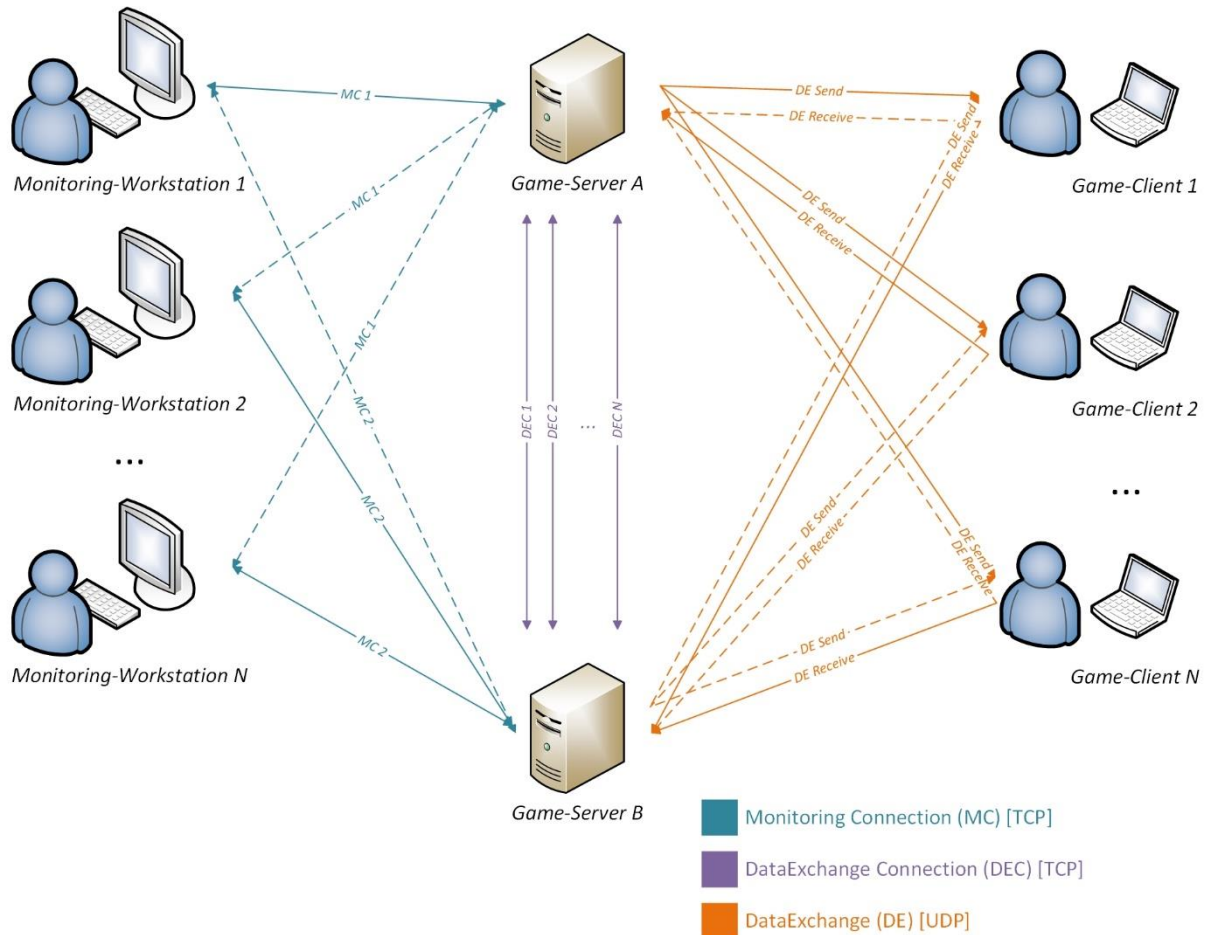 MC 1
DE Send
DE Receive
DE Send
DE Receive
Monitoring-Workstation 1
Game-Server A
Game-Client 1
MC 1
DE Send
DE Receive
MC 1
Monitoring-Workstation 2
Game-Client 2
MC 2
DEC 1
DEC 2
...
DEC N
...
...
MC 2
DE Send
DE Receive
DE Send
DE Receive
MC 2
DE Send
DE Receive
Monitoring-Workstation N
Game-Client N
Game-Server B
Monitoring Connection (MC) [TCP]
DataExchange Connection (DEC) [TCP]
DataExchange (DE) [UDP]